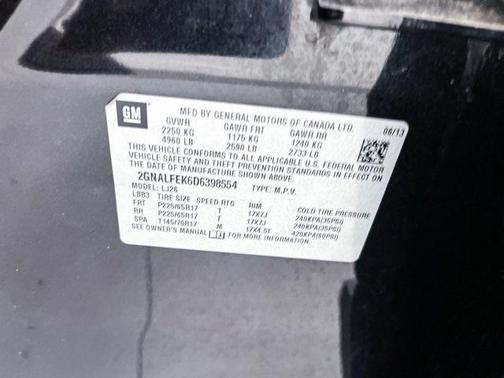 GM
MFD BY GENERAL MOTORS OF CANADA LTD.
06/13
GVWR GAWR FRT GAWR RR
2250 KG 1175 KG 1240 KG
4960 LB 2590 LB 2733 LB
THIS VEHICLE CONFORMS TO ALL APPLICABLE U.S. FEDERAL MOTOR
VEHICLE SAFETY AND THEFT PREVENTION STANDARDS IN EFFECT ON
THE DATE OF MANUFACTURE SHOWN ABOVE.
2GNALFEK6D6398554 TYPE: M.P.V.
MODEL: LJ26
LBB3 TIRE SIZE SPEED RTG RIM COLD TIRE PRESSURE
FRT P225/65R17 T 17X7J 240KPA(35PSI)
RR P225/65R17 T 17X7J 240KPA(35PSI)
SPA T145/70R17 M 17X4.5T 420KPA(60PSI)
SEE OWNER'S MANUAL FOR MORE INFORMATION.